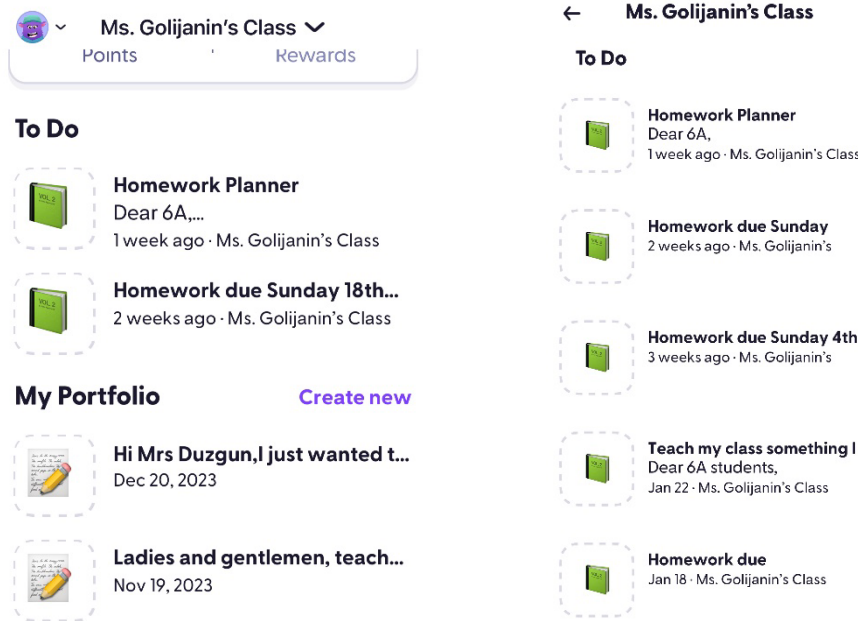 Ms. Golijanin's Class
Points
Rewards
To Do
Homework Planner
Dear 6A,...
1 week ago · Ms. Golijanin's Class
Homework due Sunday 18th...
2 weeks ago · Ms. Golijanin's Class
My Portfolio
Create new
Hi Mrs Duzgun,I just wanted t...
Dec 20, 2023
Ladies and gentlemen, teach...
Nov 19, 2023
Ms. Golijanin's Class
To Do
Homework Planner
Dear 6A,
1 week ago · Ms. Golijanin's Class
Homework due Sunday
2 weeks ago · Ms. Golijanin's
Homework due Sunday 4th
3 weeks ago · Ms. Golijanin's
Teach my class something I
Dear 6A students,
Jan 22 · Ms. Golijanin's Class
Homework due
Jan 18 · Ms. Golijanin's Class